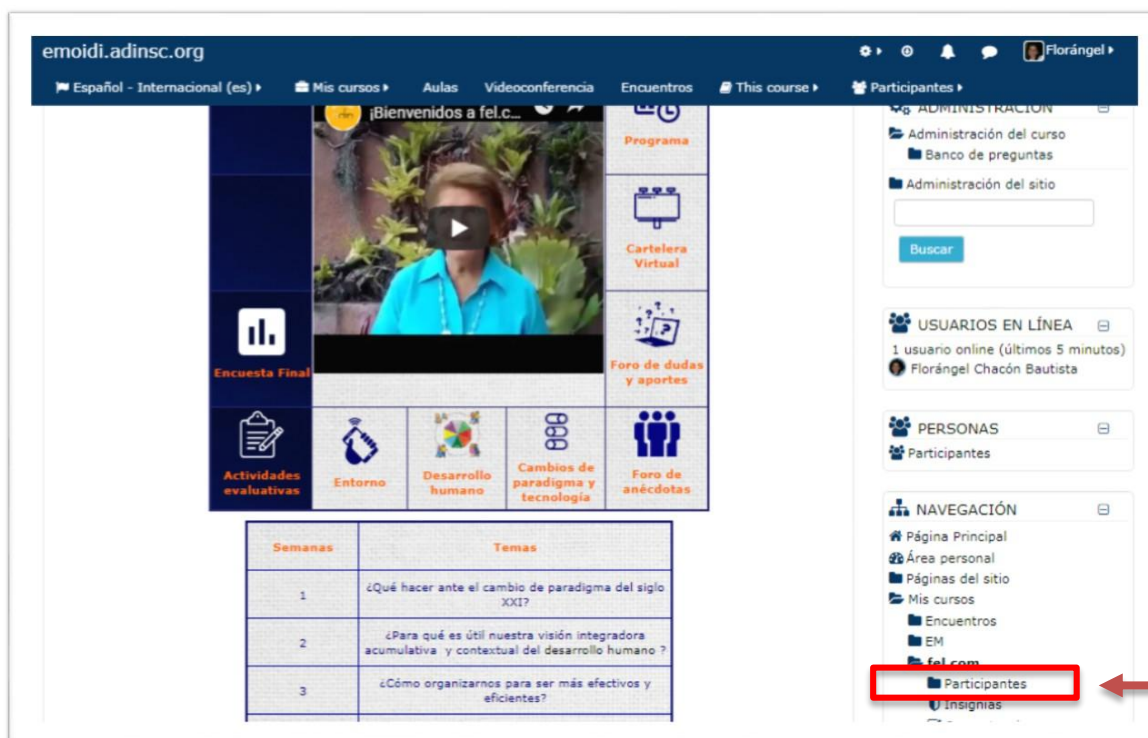 emoidi.adinsc.org
Florángel
Español - Internacional (es)
Mis cursos
Aulas
Videoconferencia
Encuentros
This course
Participantes
¡Bienvenidos a fel.c...
Programa
Cartelera
Virtual
Encuesta Final
Foro de dudas
y aportes
Actividades
evaluativas
Entorno
Desarrollo
humano
Cambios de
paradigma y
tecnología
Foro de
anécdotas
Semanas
Temas
1
¿Qué hacer ante el cambio de paradigma del siglo
XXI?
2
¿Para qué es útil nuestra visión integradora
acumulativa y contextual del desarrollo humano ?
3
¿Cómo organizarnos para ser más efectivos y
eficientes?
ADMINISTRACIÓN
Administración del curso
Banco de preguntas
Administración del sitio
Buscar
USUARIOS EN LÍNEA
1 usuario online (últimos 5 minutos)
Florángel Chacón Bautista
PERSONAS
Participantes
NAVEGACIÓN
Página Principal
Área personal
Páginas del sitio
Mis cursos
Encuentros
EM
fel.com
Participantes
Insignias